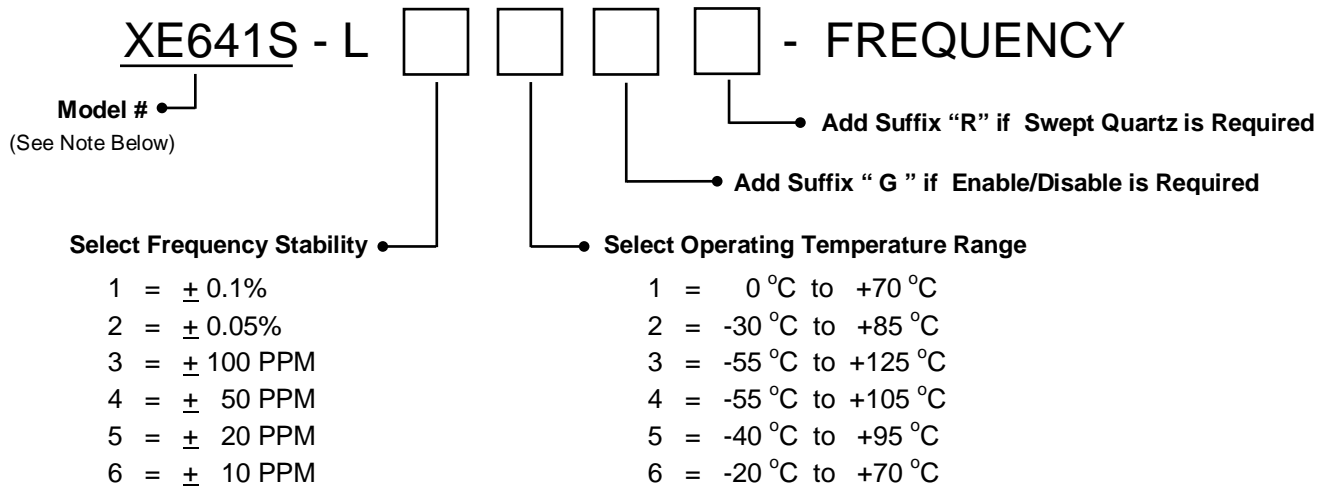 XE641S - L - FREQUENCY
Model #
(See Note Below)
Add Suffix “R” if Swept Quartz is Required
Add Suffix “ G ” if Enable/Disable is Required
Select Frequency Stability
1 = ± 0.1%
2 = ± 0.05%
3 = ± 100 PPM
4 = ± 50 PPM
5 = ± 20 PPM
6 = ± 10 PPM
Select Operating Temperature Range
1 = 0 °C to +70 °C
2 = -30 °C to +85 °C
3 = -55 °C to +125 °C
4 = -55 °C to +105 °C
5 = -40 °C to +95 °C
6 = -20 °C to +70 °C